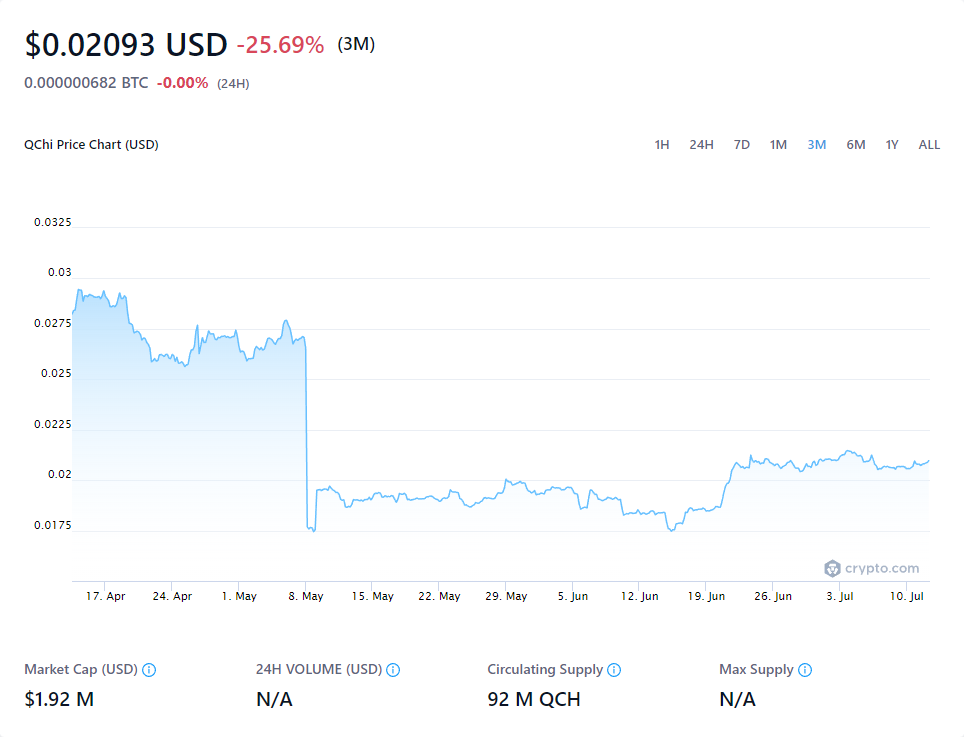 $0.02093 USD -25.69% (3M)
0.000000682 BTC -0.00% (24H)
QChi Price Chart (USD) 1H 24H 7D 1M 3M 6M 1Y ALL
0.0325
0.03
0.0275
0.025
0.0225
0.02
0.0175
crypto.com
17. Apr 24. Apr 1. May 8. May 15. May 22. May 29. May 5. Jun 12. Jun 19. Jun 26. Jun 3. Jul 10. Jul
Market Cap (USD) 24H VOLUME (USD) Circulating Supply Max Supply
$1.92 M N/A 92 M QCH N/A